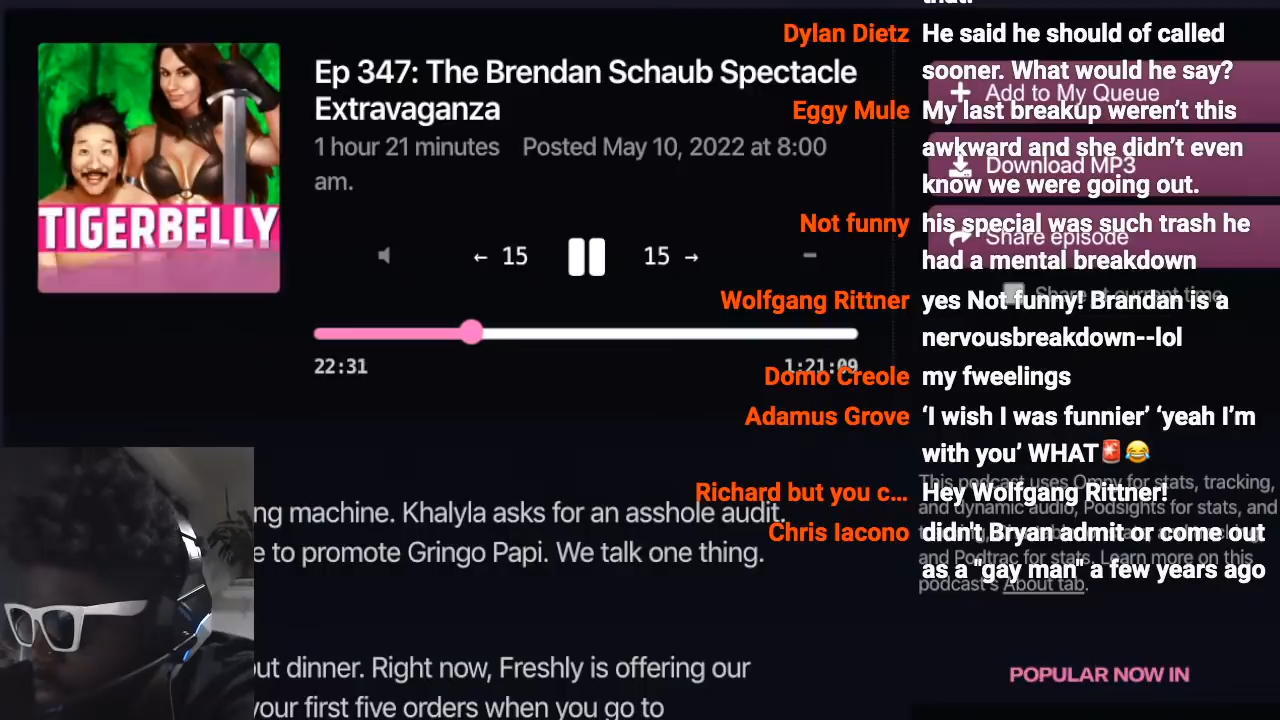 that.
Dylan Dietz He said he should of called
sooner. What would he say?
Eggy Mule My last breakup weren’t this
awkward and she didn’t even
know we were going out.
Not funny his special was such trash he
had a mental breakdown
Wolfgang Rittner yes Not funny! Brandan is a
nervousbreakdown--lol
Domo Creole my fweelings
Adamus Grove ‘I wish I was funnier’ ‘yeah I’m
with you’ WHAT🚨😂
Richard but you c... Hey Wolfgang Rittner!
Chris Iacono didn't Bryan admit or come out
as a "gay man" a few years ago
Ep 347: The Brendan Schaub Spectacle
Extravaganza
1 hour 21 minutes Posted May 10, 2022 at 8:00
am.
TIGERBELLY
← 15 15 →
22:31 1:21:09
Add to My Queue
Download MP3
Share episode
Share at current time
ng machine. Khalyla asks for an asshole audit.
e to promote Gringo Papi. We talk one thing.
ut dinner. Right now, Freshly is offering our
your first five orders when you go to
This podcast uses Omny for stats, tracking,
and dynamic audio, Podsights for stats, and
and Podtrac for stats. Learn more on this
podcast's About tab.
POPULAR NOW IN